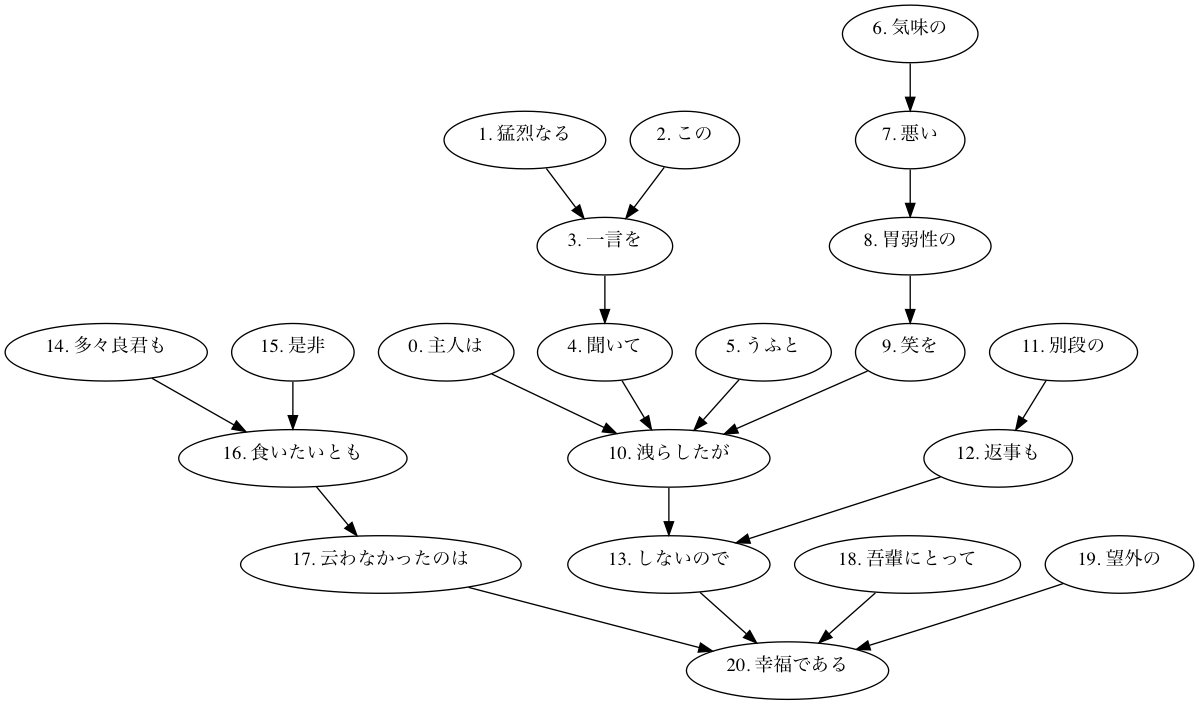 6. 気味の
1. 猛烈なる
2. この
7. 悪い
3. 一言を
8. 胃弱性の
14. 多々良君も
15. 是非
0. 主人は
4. 聞いて
5. うふと
9. 笑を
11. 別段の
16. 食いたいとも
10. 洩らしたが
12. 返事も
17. 云わなかったのは
13. しないので
18. 吾輩にとって
19. 望外の
20. 幸福である